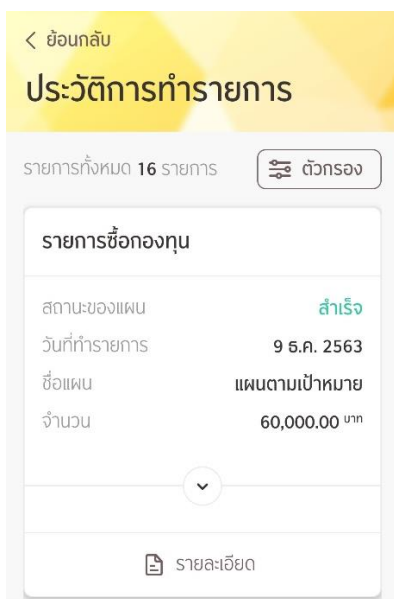 ย้อนกลับ
ประวัติการทำรายการ
รายการทั้งหมด 16 รายการ
ตัวกรอง
รายการซื้อกองทุน
สถานะของแผน สำเร็จ
วันที่ทำรายการ 9 ธ.ค. 2563
ชื่อแผน แผนตามเป้าหมาย
จำนวน 60,000.00 บาท
รายละเอียด